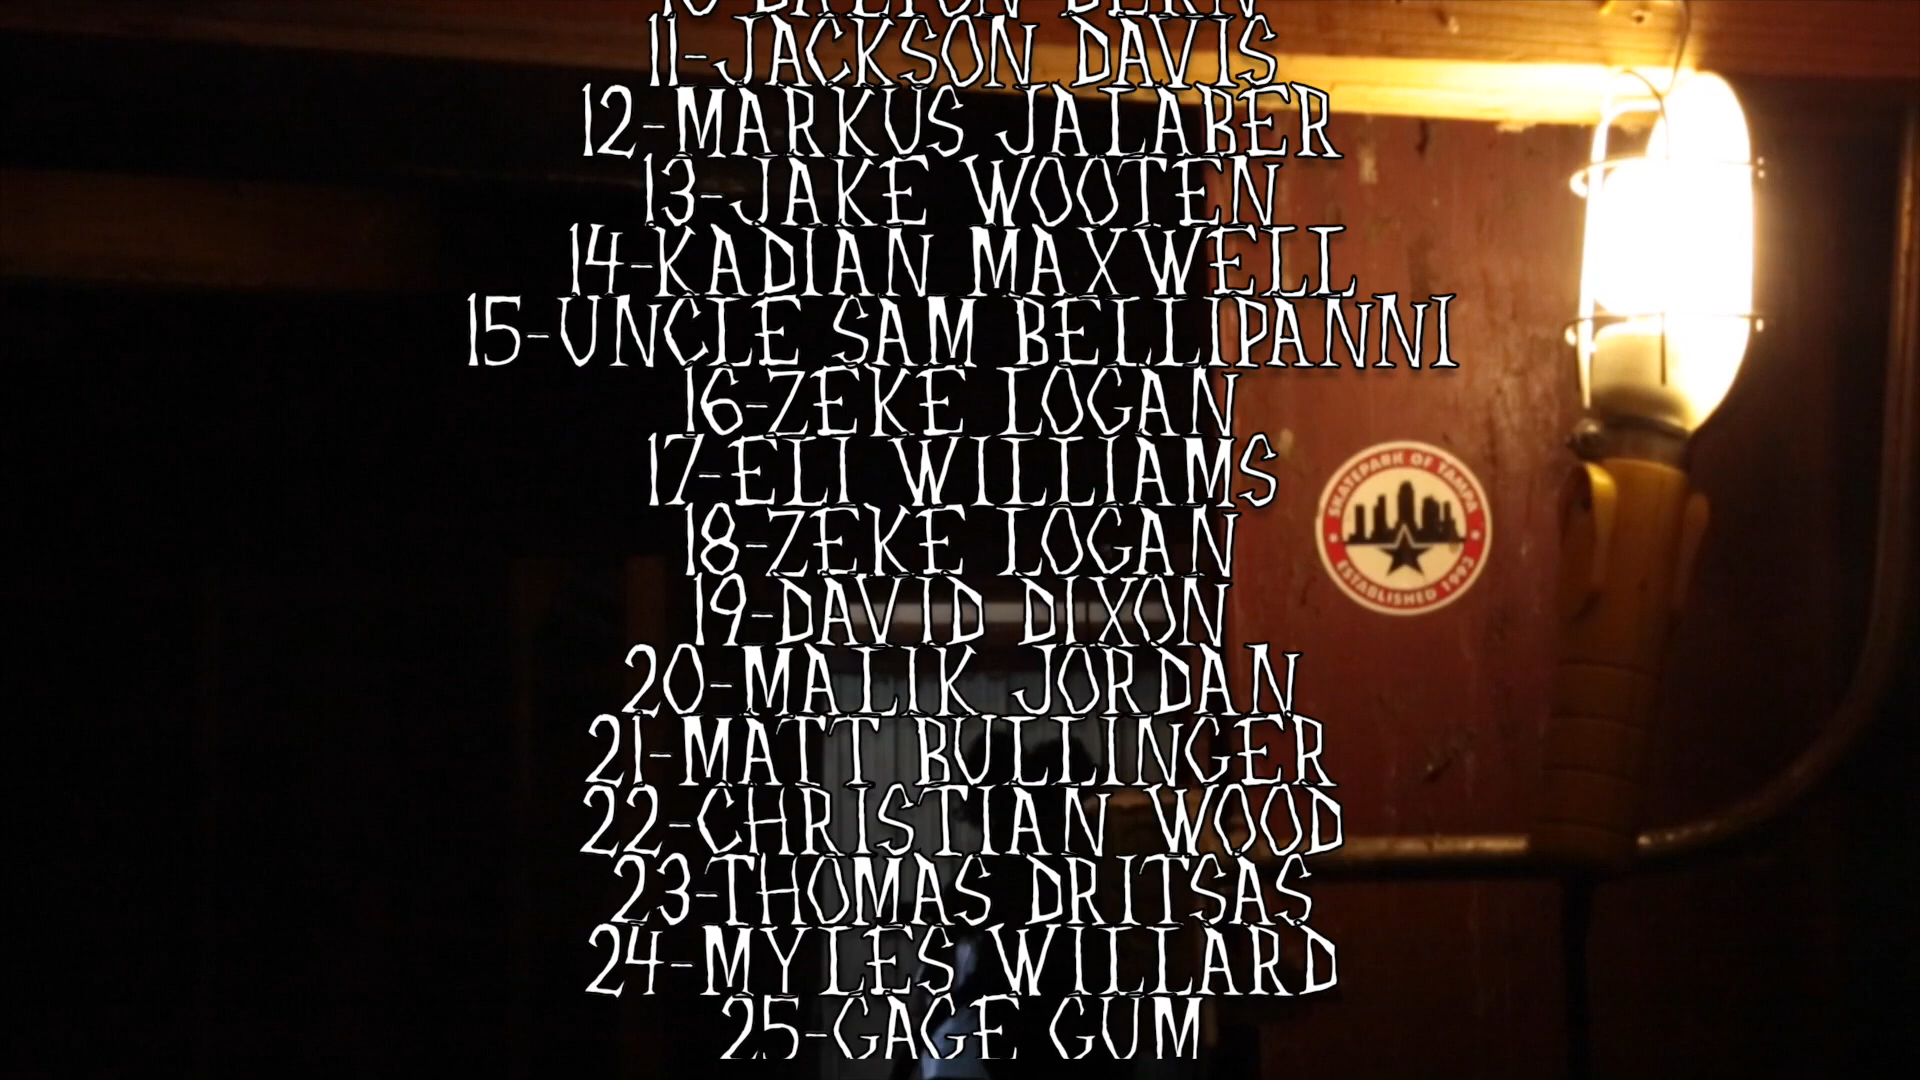 11-JACKSON DAVIS
12-MARKUS JALABER
13-JAKE WOOTEN
14-KADIAN MAXWELL
15-UNCLE SAM BELLIPANNI
16-ZEKE LOGAN
17-ELI WILLIAMS
18-ZEKE LOGAN
19-DAVID DIXON
20-MALIK JORDAN
21-MATT BULLINGER
22-CHRISTIAN WOOD
23-THOMAS DRITSAS
24-MYLES WILLARD
25-GAGE GUM
SKATEPARK OF TAMPA
ESTABLISHED 1993